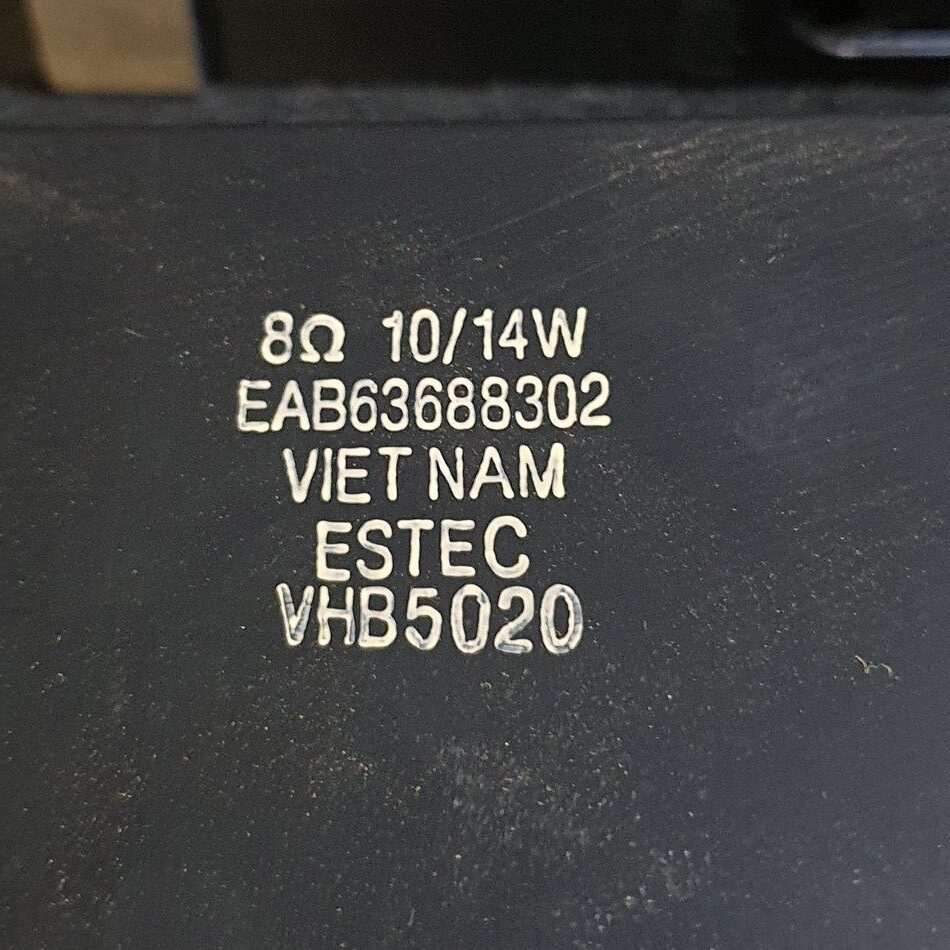 8Ω 10/14W
EAB63688302
VIET NAM
ESTEC
VHB5020